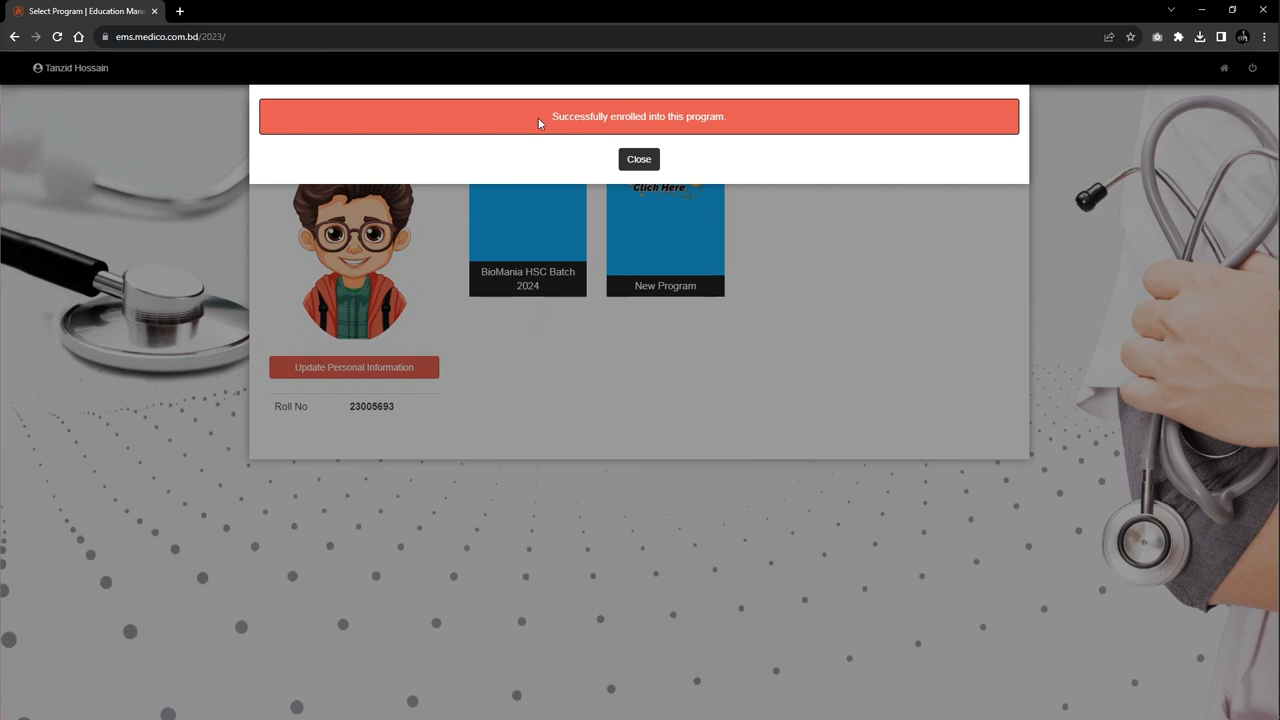 Select Program | Education Mana
ems.medico.com.bd/2023/
Tanzid Hossain
Successfully enrolled into this program.
Close
Click Here
BioMania HSC Batch
2024
New Program
Update Personal Information
Roll No 23005693